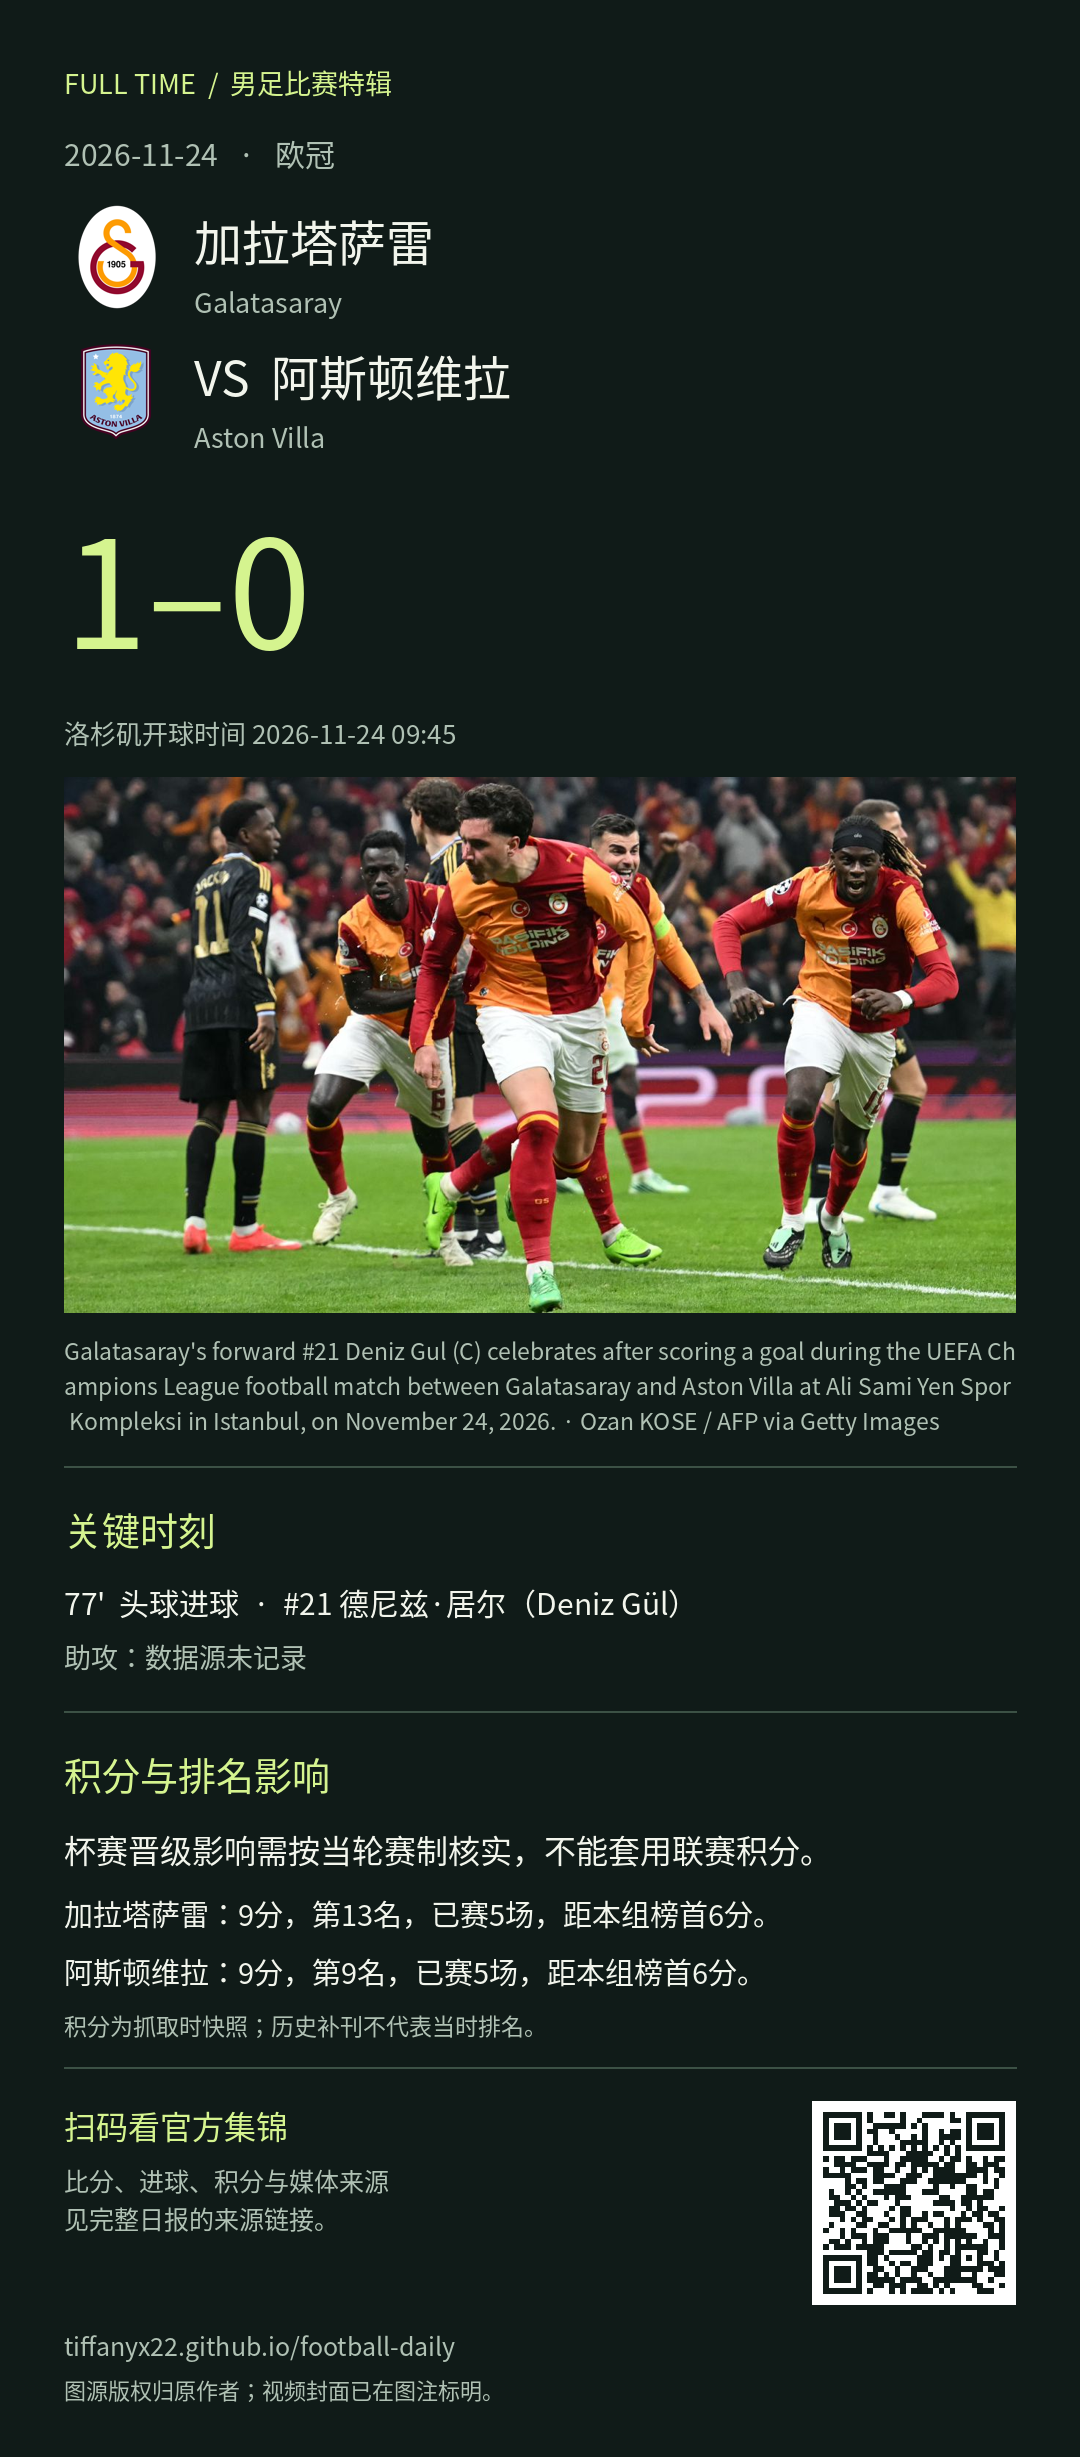 FULL TIME / 男足比赛特辑
2026-11-24 · 欧冠
1905
加拉塔萨雷
Galatasaray
1874
ASTON VILLA
VS 阿斯顿维拉
Aston Villa
1–0
洛杉矶开球时间 2026-11-24 09:45
11
PASIFIK
HOLDING
PASIFIK
HOLDING
6
Galatasaray's forward #21 Deniz Gul (C) celebrates after scoring a goal during the UEFA Ch
ampions League football match between Galatasaray and Aston Villa at Ali Sami Yen Spor
Kompleksi in Istanbul, on November 24, 2026. · Ozan KOSE / AFP via Getty Images
关键时刻
77' 头球进球 · #21 德尼兹·居尔（Deniz Gül）
助攻：数据源未记录
积分与排名影响
杯赛晋级影响需按当轮赛制核实，不能套用联赛积分。
加拉塔萨雷：9分，第13名，已赛5场，距本组榜首6分。
阿斯顿维拉：9分，第9名，已赛5场，距本组榜首6分。
积分为抓取时快照；历史补刊不代表当时排名。
扫码看官方集锦
比分、进球、积分与媒体来源
见完整日报的来源链接。
tiffanyx22.github.io/football-daily
图源版权归原作者；视频封面已在图注标明。